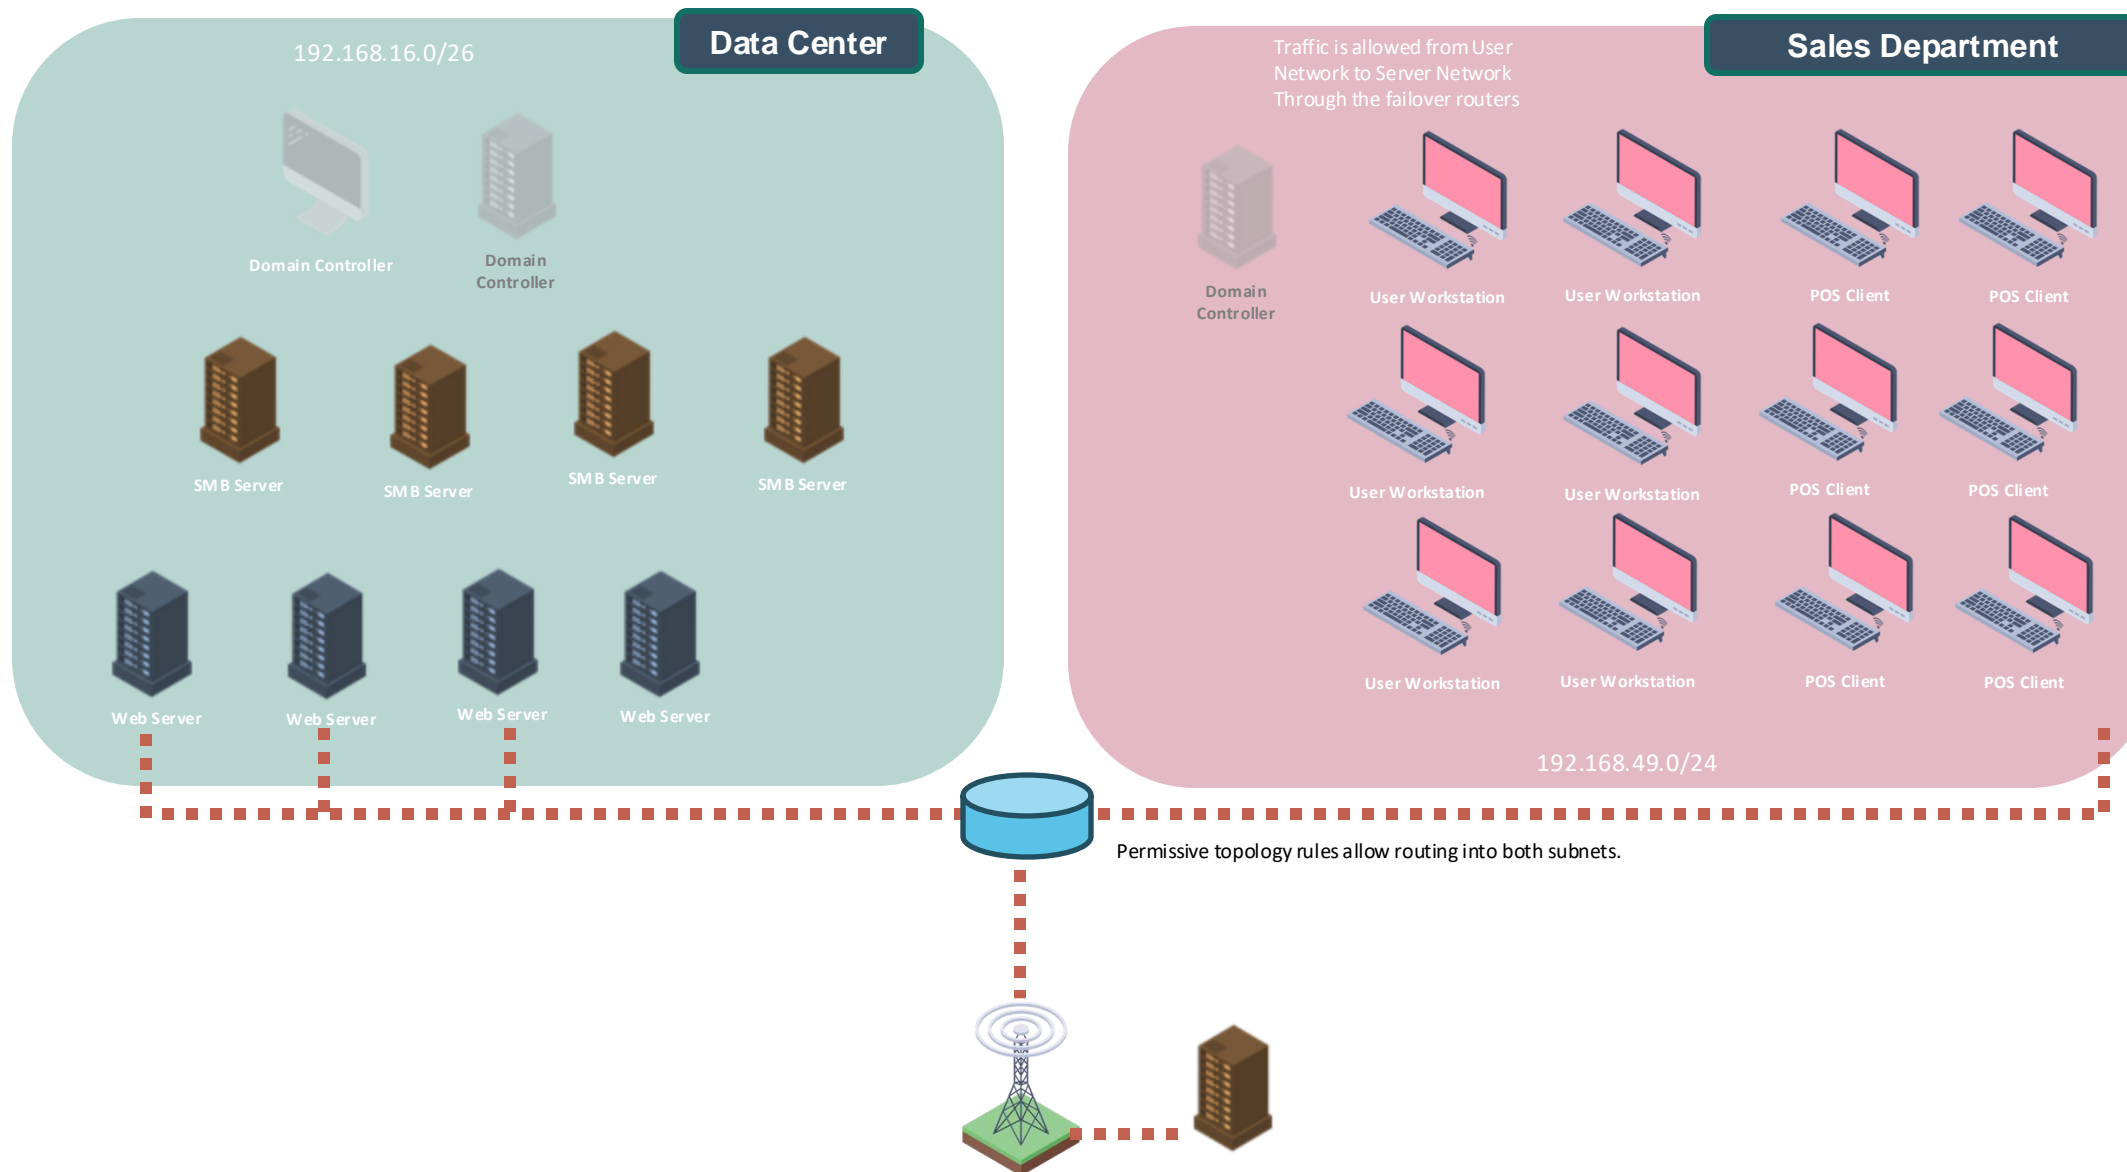 192.168.16.0/26
Data Center
Domain Controller
Domain
Controller
SMB Server
SMB Server
SMB Server
SMB Server
Web Server
Web Server
Web Server
Web Server
Sales Department
Traffic is allowed from User
Network to Server Network
Through the failover routers
Domain
Controller
User Workstation
User Workstation
POS Client
POS Client
User Workstation
User Workstation
POS Client
POS Client
User Workstation
User Workstation
POS Client
POS Client
192.168.49.0/24
Permissive topology rules allow routing into both subnets.